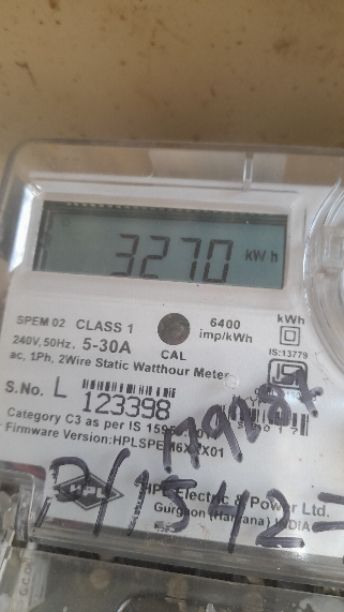 3270 kWh
SPEM 02 CLASS 1
240V, 50Hz, 5-30A
ac, 1Ph, 2Wire Static Watthour Meter
CAL
6400
imp/kWh
kWh
IS:13779
S.No. L 123398
Category C3 as per IS
Firmware Version:HPLSPEM6XXX01
HPL
HPL Electric & Power Ltd.
Gurgaon (Haryana) INDIA